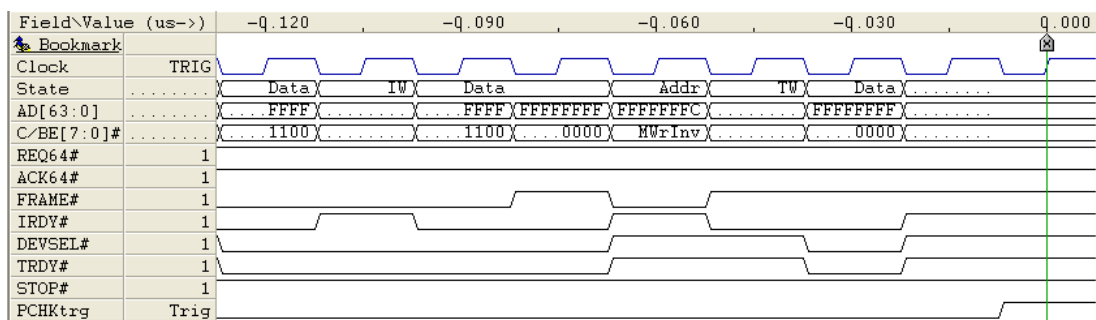 Field\Value (us->) -0.120 -0.090 -0.060 -0.030 0.000
Bookmark
Clock TRIG
State ........ Data IW Data Addr TW Data ........
AD[63:0] ........ ....FFFF ........ ....FFFF FFFFFFFF FFFFFFFC ........ FFFFFFFF ........
C/BE[7:0]# ........ ....1100 ........ ....1100 ....0000 MWrInv ........ ....0000 ........
REQ64# 1
ACK64# 1
FRAME# 1
IRDY# 1
DEVSEL# 1
TRDY# 1
STOP# 1
PCHKtrg Trig